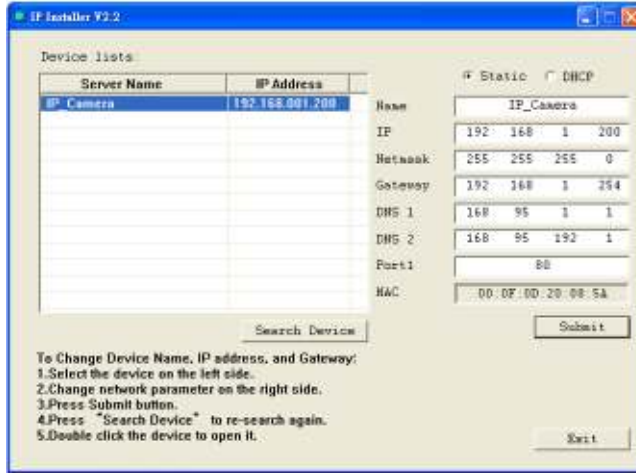 IP Installer V2.2
Device lists:
Server Name IP Address
IP_Camera 192.168.001.200
Static DHCP
Name IP_Camera
IP 192 168 1 200
Netmask 255 255 255 0
Gateway 192 168 1 254
DNS 1 168 95 1 1
DNS 2 168 95 192 1
Port1 80
MAC 00 0F 0D 20 08 5A
Search Device
Submit
To Change Device Name, IP address, and Gateway:
1.Select the device on the left side.
2.Change network parameter on the right side.
3.Press Submit button.
4.Press “Search Device” to re-search again.
5.Double click the device to open it.
Exit